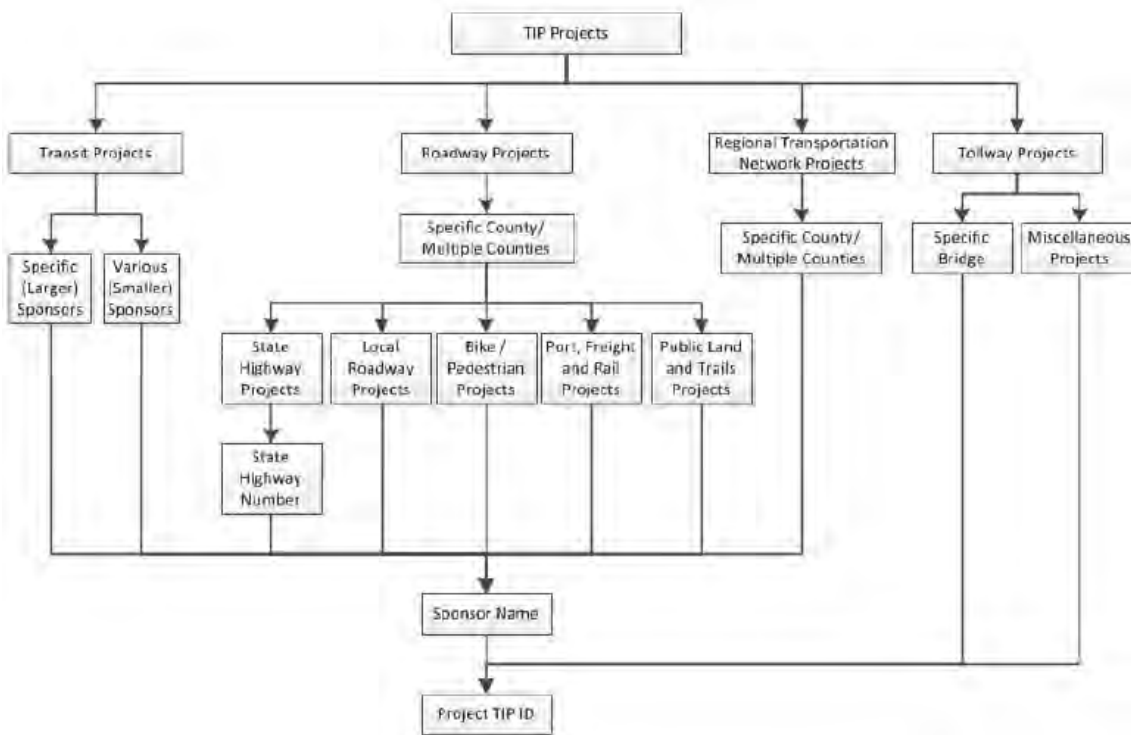 TIP Projects
Transit Projects
Roadway Projects
Regional Transportation
Network Projects
Tollway Projects
Specific
(Larger)
Sponsors
Various
(Smaller)
Sponsors
Specific County/
Multiple Counties
Specific County/
Multiple Counties
Specific
Bridge
Miscellaneous
Projects
State
Highway
Projects
Local
Roadway
Projects
Bike /
Pedestrian
Projects
Port, Freight
and Rail
Projects
Public Land
and Trails
Projects
State
Highway
Number
Sponsor Name
Project TIP ID